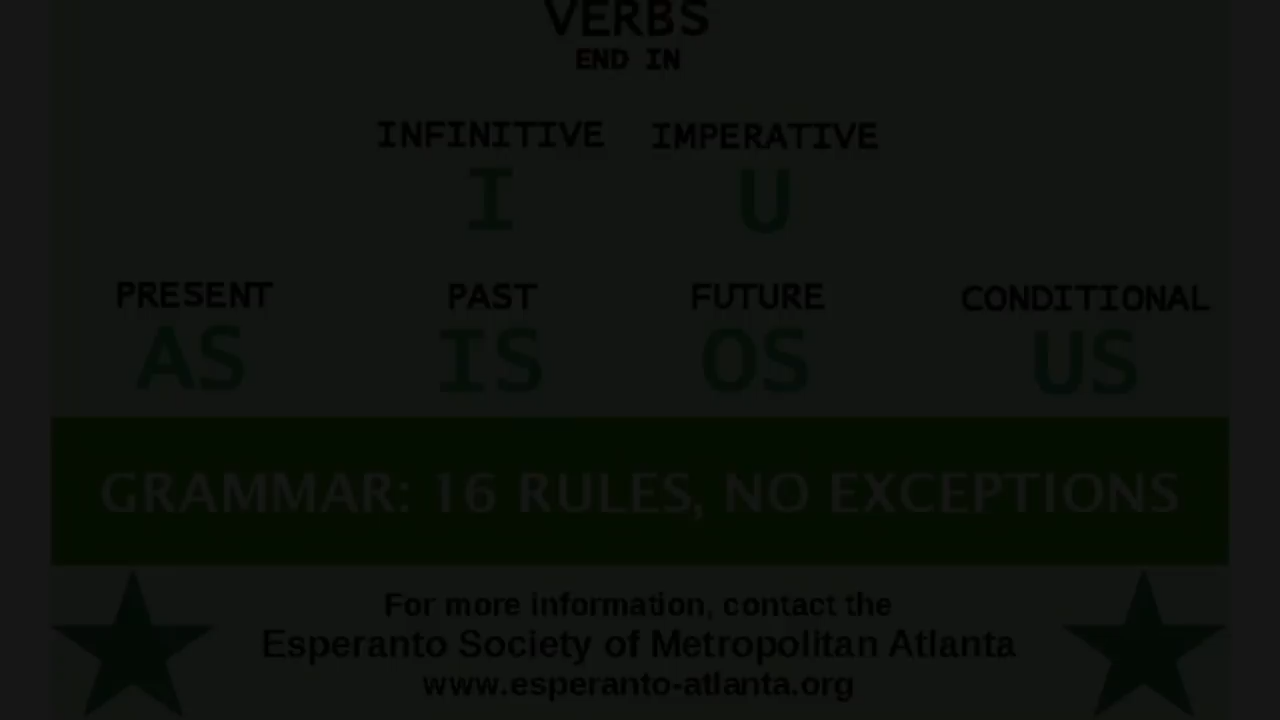 VERBS
END IN
INFINITIVE IMPERATIVE
I U
PRESENT PAST FUTURE CONDITIONAL
AS IS OS US
GRAMMAR: 16 RULES, NO EXCEPTIONS
For more information, contact the
Esperanto Society of Metropolitan Atlanta
www.esperanto-atlanta.org